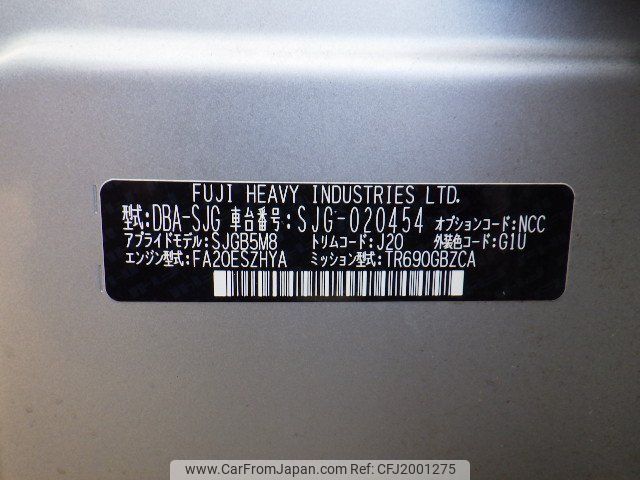 FUJI HEAVY INDUSTRIES LTD.
型式:DBA-SJG 車台番号:SJG-020454 オプションコード:NCC
アプライドモデル:SJGB5M8 トリムコード:J20 外装色コード:G1U
エンジン型式:FA20ESZHYA ミッション型式:TR690GBZCA
www.CarFromJapan.com - Car ID: CFJ2001275